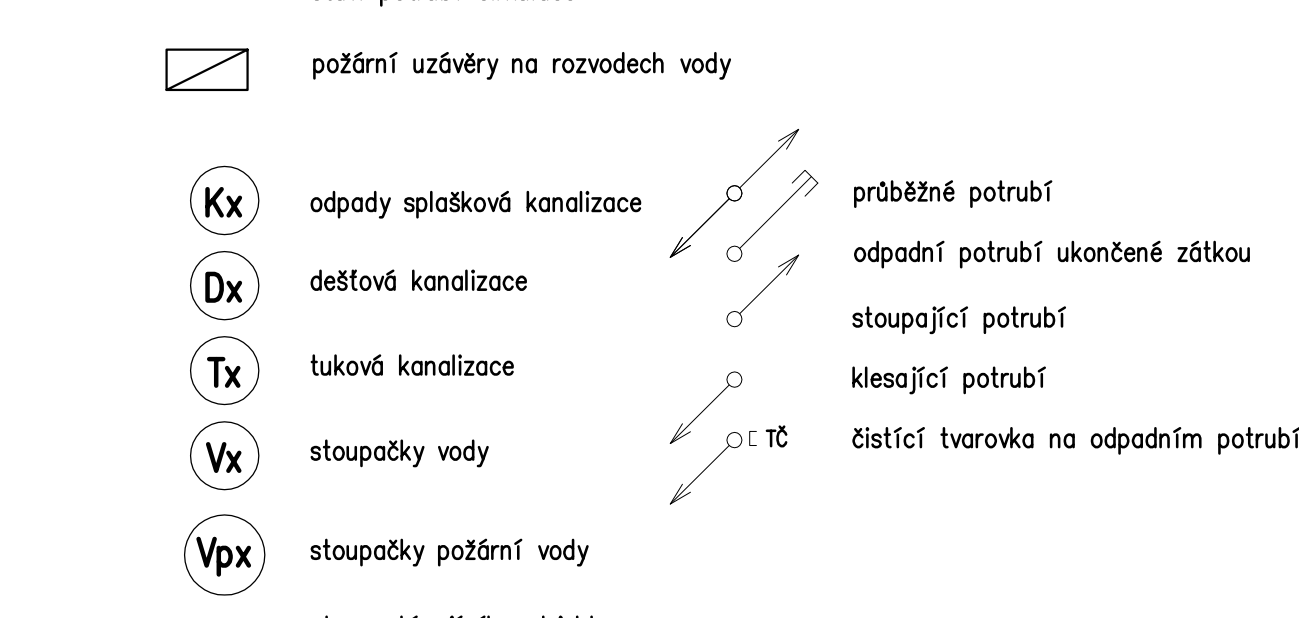 požární uzávěry na rozvodech vody
Kx odpady splašková kanalizace
Dx dešťová kanalizace
Tx tuková kanalizace
Vx stoupačky vody
Vpx stoupačky požární vody
průběžné potrubí
odpadní potrubí ukončené zátkou
stoupající potrubí
klesající potrubí
TČ čistící tvarovka na odpadním potrubí